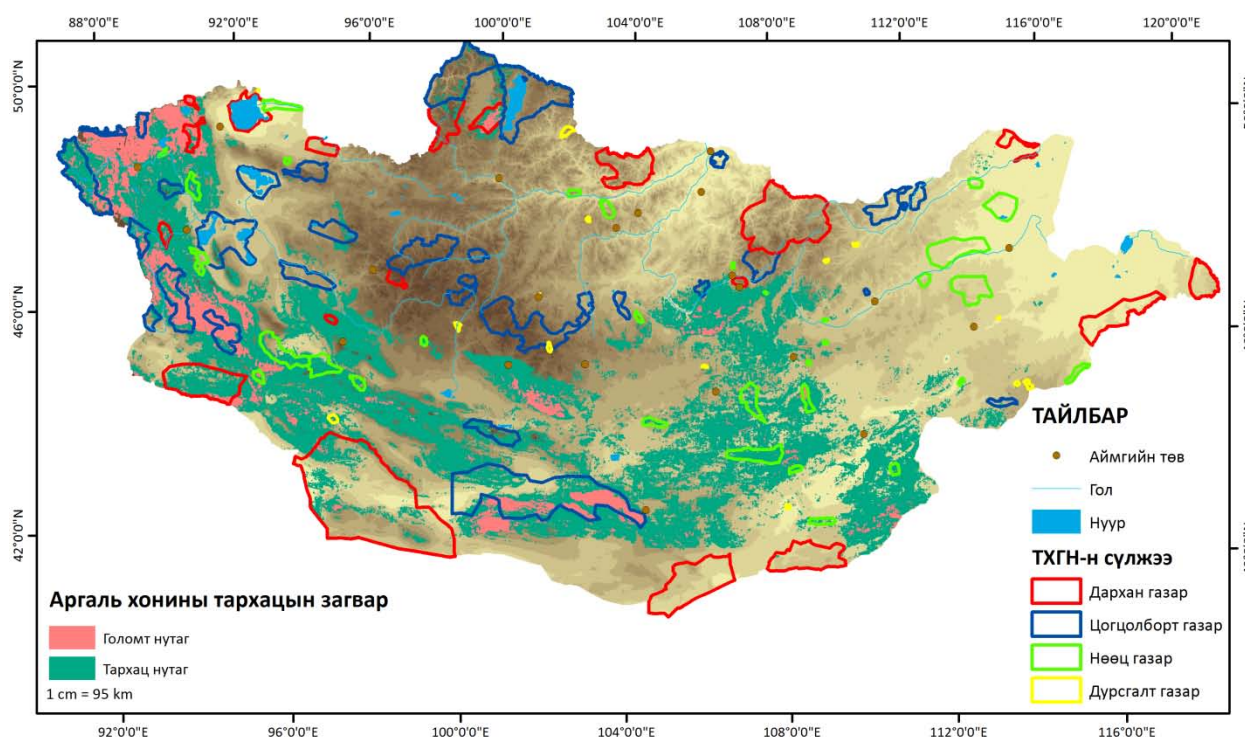 88°0'0"E 92°0'0"E 96°0'0"E 100°0'0"E 104°0'0"E 108°0'0"E 112°0'0"E 116°0'0"E 120°0'0"E
50°0'0"N
46°0'0"N
42°0'0"N
ТАЙЛБАР
Аймгийн төв
Гол
Нуур
ТХГН-н сүлжээ
Дархан газар
Цогцолборт газар
Нөөц газар
Дурсгалт газар
Аргаль хонины тархацын загвар
Голомт нутаг
Тархац нутаг
1 cm = 95 km
92°0'0"E 96°0'0"E 100°0'0"E 104°0'0"E 108°0'0"E 112°0'0"E 116°0'0"E